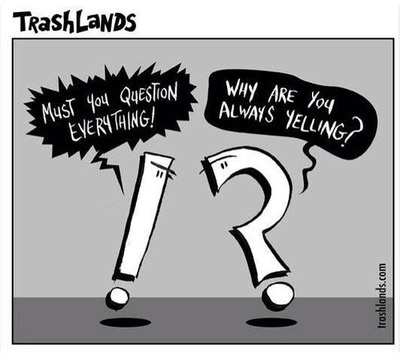 TRASHLANDS
MUST YOU QUESTION
EVERYTHING!
WHY ARE YOU
ALWAYS YELLING?
trashlands.com